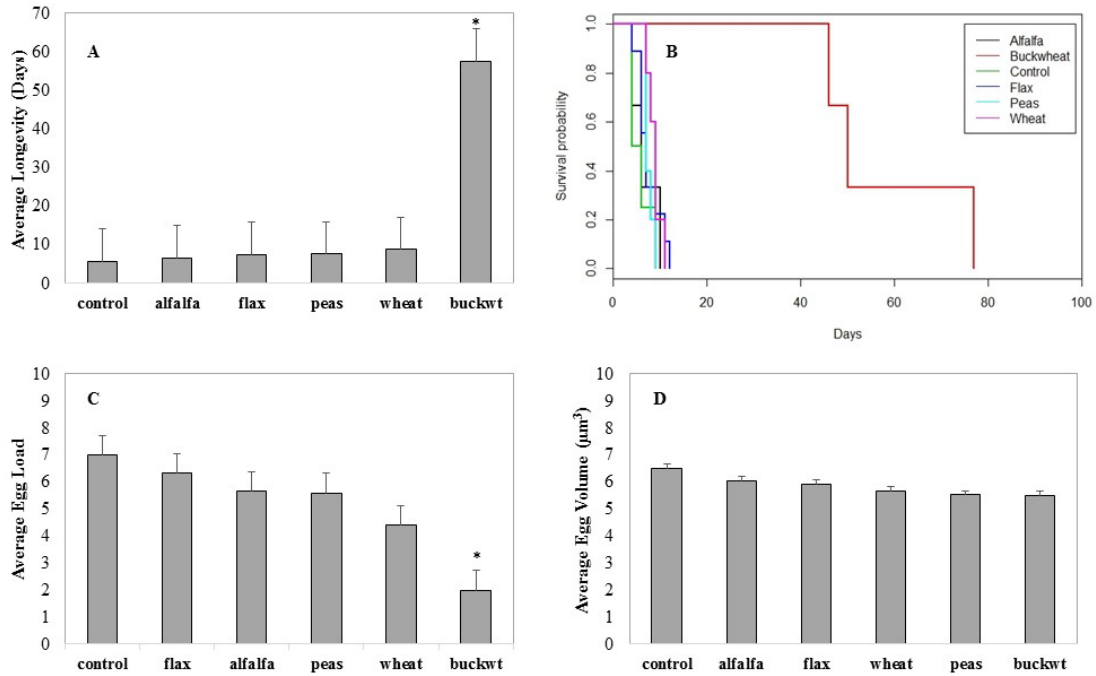 A
Average Longevity (Days)
70
60
50
40
30
20
10
0
*
control alfalfa flax peas wheat buckwt
B
Survival probability
1.0
0.8
0.6
0.4
0.2
0.0
Alfalfa
Buckwheat
Control
Flax
Peas
Wheat
0 20 40 60 80 100
Days
C
Average Egg Load
10
9
8
7
6
5
4
3
2
1
0
*
control flax alfalfa peas wheat buckwt
D
Average Egg Volume (µm³)
10
9
8
7
6
5
4
3
2
1
0
control alfalfa flax wheat peas buckwt